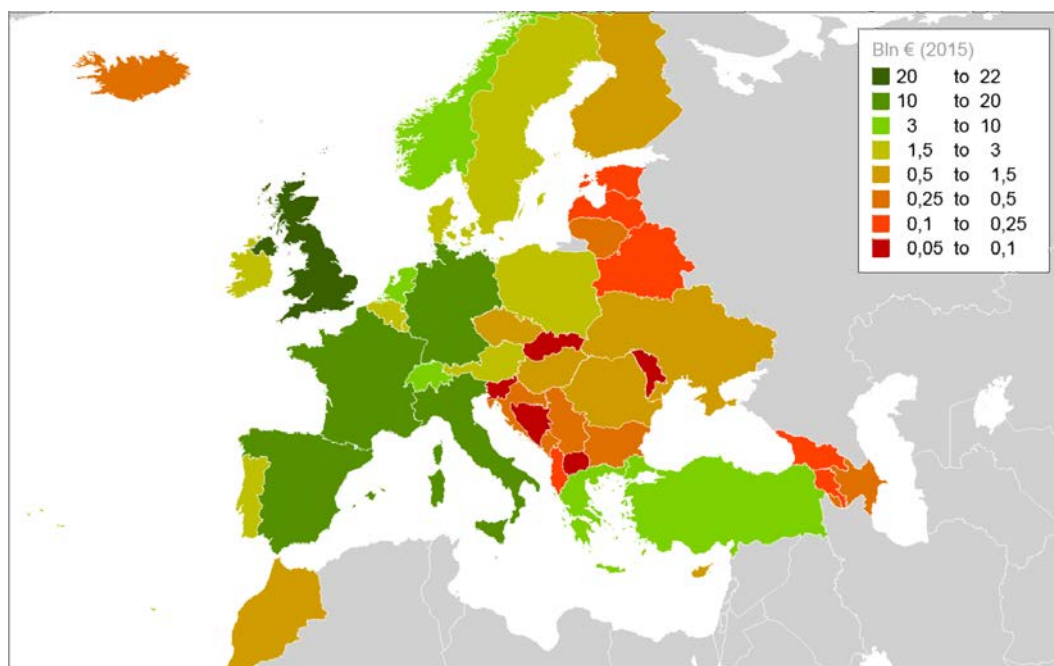 Bln € (2015)
20 to 22
10 to 20
3 to 10
1,5 to 3
0,5 to 1,5
0,25 to 0,5
0,1 to 0,25
0,05 to 0,1